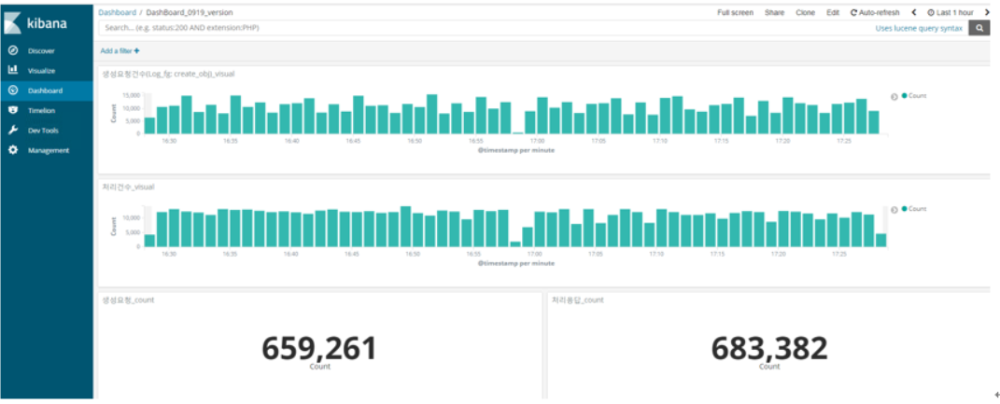 Dashboard / DashBoard_0919_version
Full screen Share Clone Edit Auto-refresh Last 1 hour
kibana
Search... (e.g. status:200 AND extension:PHP)
Uses lucene query syntax
Discover
Visualize
Dashboard
Timelion
Dev Tools
Management
Add a filter +
생성요청건수(Log_fg: create_obj)_visual
15,000
10,000
5,000
0
Count
16:30 16:35 16:40 16:45 16:50 16:55 17:00 17:05 17:10 17:15 17:20 17:25
@timestamp per minute
Count
처리건수_visual
10,000
5,000
0
Count
16:30 16:35 16:40 16:45 16:50 16:55 17:00 17:05 17:10 17:15 17:20 17:25
@timestamp per minute
Count
생성요청_count
659,261
Count
처리응답_count
683,382
Count